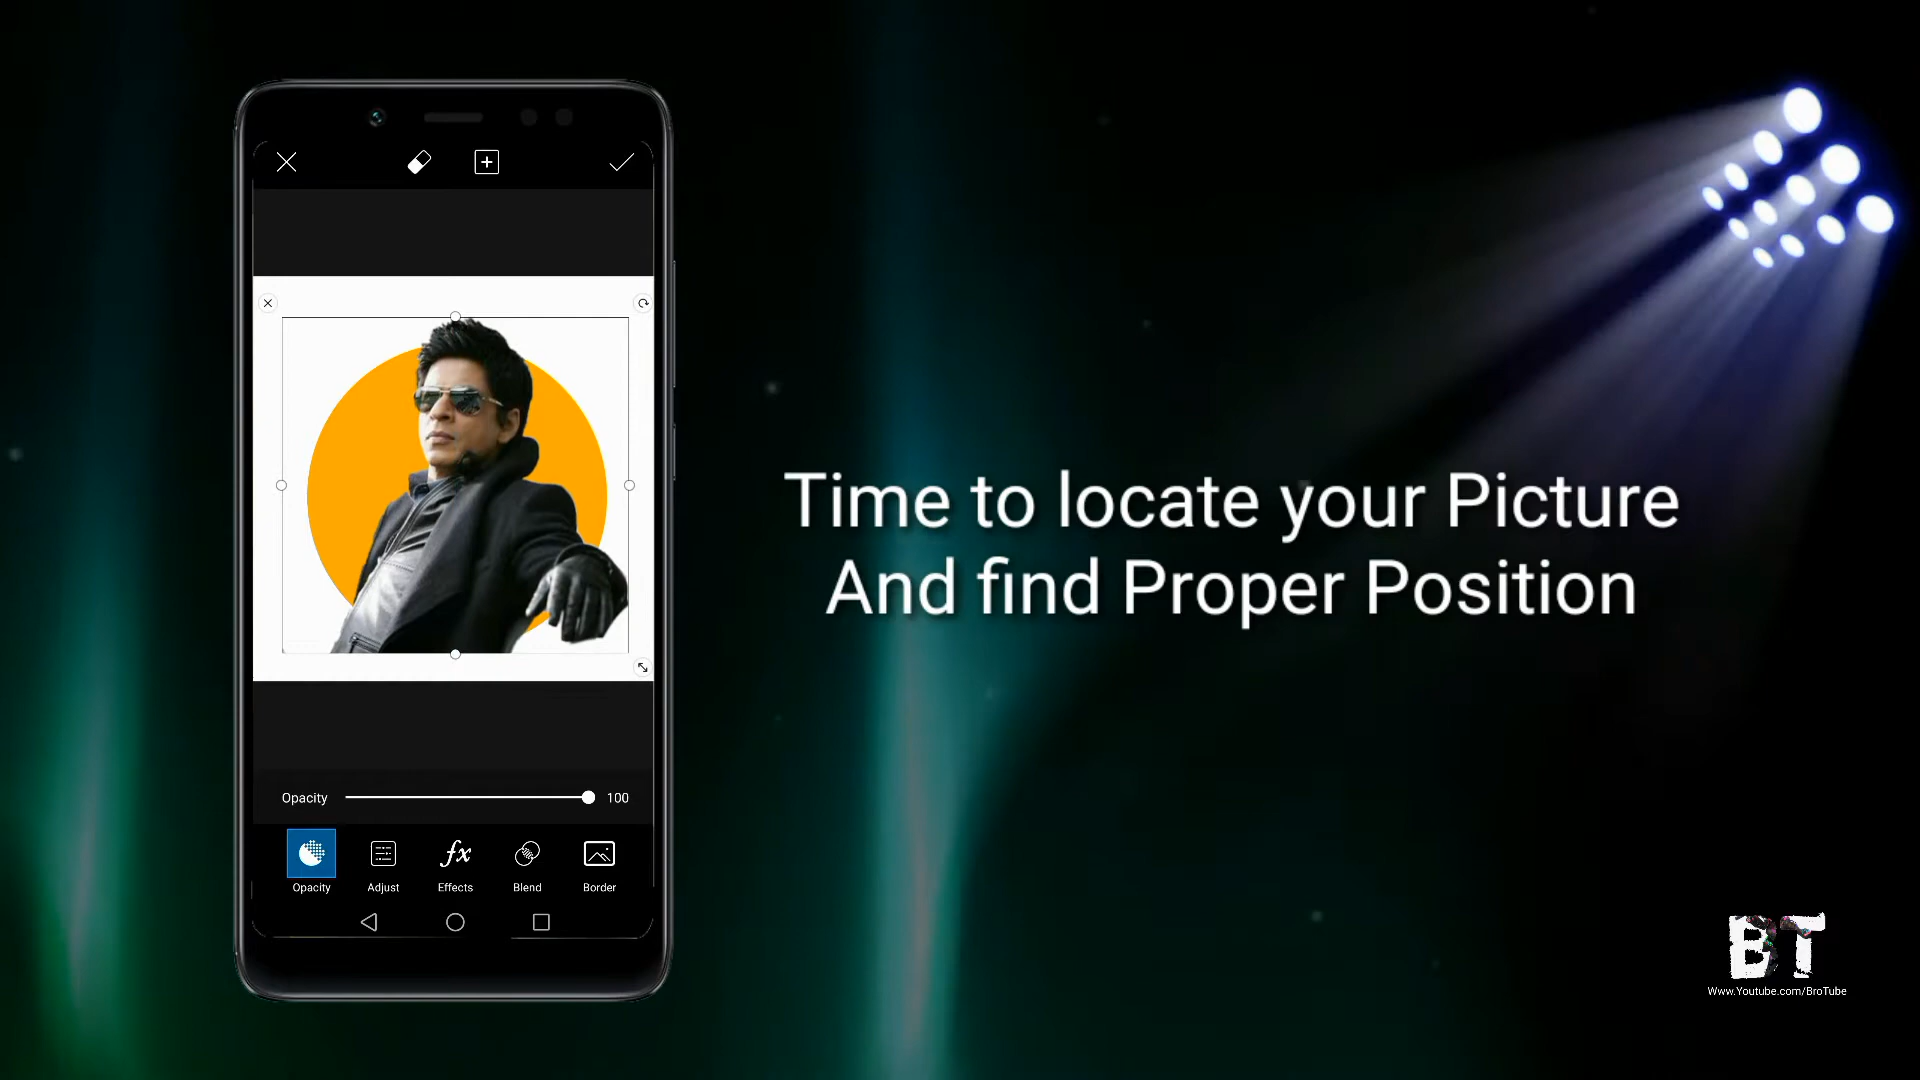 Time to locate your Picture
And find Proper Position
Opacity 100
Opacity Adjust fx Effects Blend Border
BT
Www.Youtube.com/BroTube